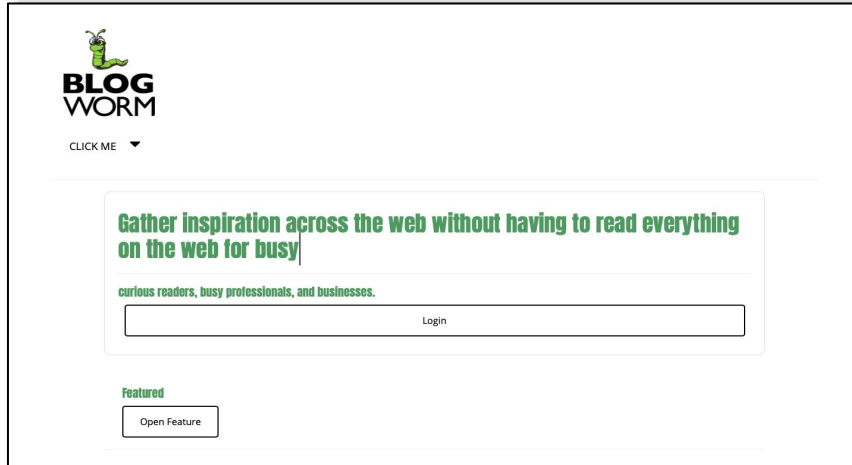 BLOG
WORM
CLICK ME
Gather inspiration across the web without having to read everything
on the web for busy
curious readers, busy professionals, and businesses.
Login
Featured
Open Feature